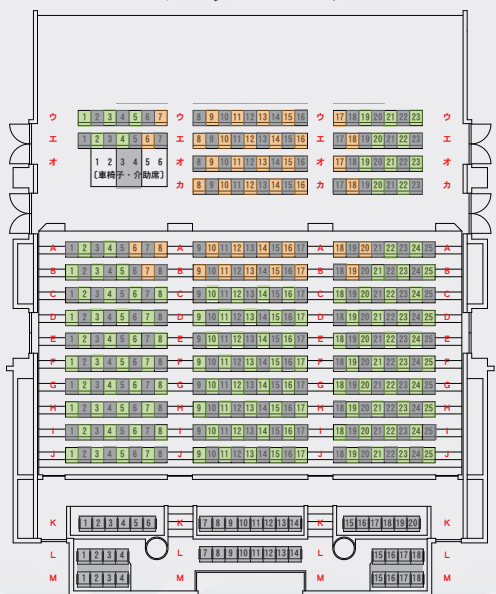 ウ 1 2 3 4 5 6 7 ウ 8 9 10 11 12 13 14 15 16 ウ 17 18 19 20 21 22 23 ウ
エ 1 2 3 4 5 6 7 エ 8 9 10 11 12 13 14 15 16 エ 17 18 19 20 21 22 23 エ
オ 1 2 3 4 5 6 オ 8 9 10 11 12 13 14 15 16 オ 17 18 19 20 21 22 23 オ
〔車椅子・介助席〕
カ 8 9 10 11 12 13 14 15 16 カ 17 18 19 20 21 22 23 カ
A 1 2 3 4 5 6 7 8 A 9 10 11 12 13 14 15 16 17 A 18 19 20 21 22 23 24 25 A
B 1 2 3 4 5 6 7 8 B 9 10 11 12 13 14 15 16 17 B 18 19 20 21 22 23 24 25 B
C 1 2 3 4 5 6 7 8 C 9 10 11 12 13 14 15 16 17 C 18 19 20 21 22 23 24 25 C
D 1 2 3 4 5 6 7 8 D 9 10 11 12 13 14 15 16 17 D 18 19 20 21 22 23 24 25 D
E 1 2 3 4 5 6 7 8 E 9 10 11 12 13 14 15 16 17 E 18 19 20 21 22 23 24 25 E
F 1 2 3 4 5 6 7 8 F 9 10 11 12 13 14 15 16 17 F 18 19 20 21 22 23 24 25 F
G 1 2 3 4 5 6 7 8 G 9 10 11 12 13 14 15 16 17 G 18 19 20 21 22 23 24 25 G
H 1 2 3 4 5 6 7 8 H 9 10 11 12 13 14 15 16 17 H 18 19 20 21 22 23 24 25 H
I 1 2 3 4 5 6 7 8 I 9 10 11 12 13 14 15 16 17 I 18 19 20 21 22 23 24 25 I
J 1 2 3 4 5 6 7 8 J 9 10 11 12 13 14 15 16 17 J 18 19 20 21 22 23 24 25 J
K 1 2 3 4 5 6 K 7 8 9 10 11 12 13 14 K 15 16 17 18 19 20 K
L 1 2 3 4 L 7 8 9 10 11 12 13 14 L 15 16 17 18 L
M 1 2 3 4 M M 15 16 17 18 M